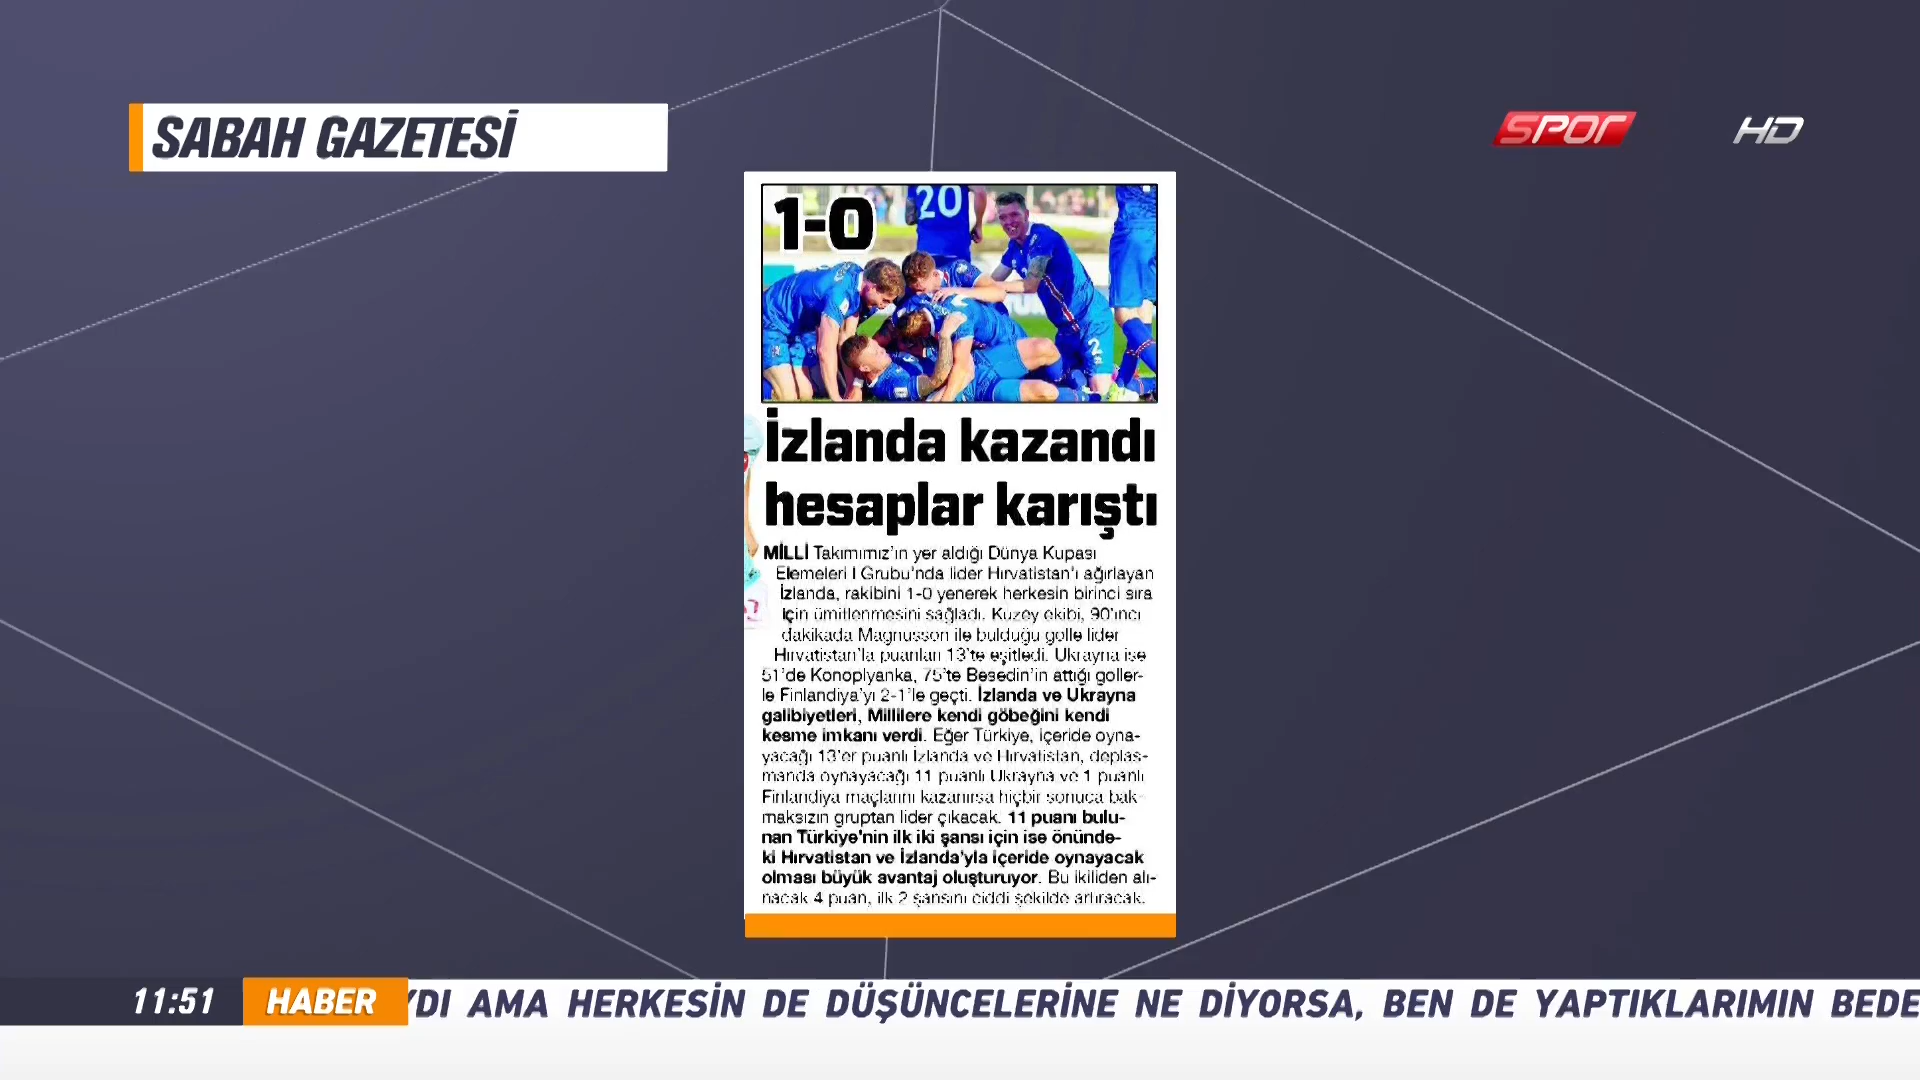 SABAH GAZETESİ
SPOR
HD
1-0
20
2
İzlanda kazandı
hesaplar karıştı
MİLLİ Takımımız'ın yer aldığı Dünya Kupası
Elemeleri I Grubu'nda lider Hırvatistan'ı ağırlayan
İzlanda, rakibini 1-0 yenerek herkesin birinci sıra
için ümitlenmesini sağladı. Kuzey ekibi, 90'ıncı
dakikada Magnusson ile bulduğu golle lider
Hırvatistan'la puanları 13'te eşitledi. Ukrayna ise
51'de Konoplyanka, 75'te Besedin'in attığı goller-
le Finlandiya'yı 2-1'le geçti. İzlanda ve Ukrayna
galibiyetleri, Millilere kendi göbeğini kendi
kesme imkanı verdi. Eğer Türkiye, içeride oyna-
yacağı 13'er puanlı İzlanda ve Hırvatistan, deplas-
manda oynayacağı 11 puanlı Ukrayna ve 1 puanlı
Finlandiya maçlarını kazanırsa hiçbir sonuca bak-
maksızın gruptan lider çıkacak. 11 puanı bulu-
nan Türkiye'nin ilk iki şansı için ise önünde-
ki Hırvatistan ve İzlanda'yla içeride oynayacak
olması büyük avantaj oluşturuyor. Bu ikiliden alı-
nacak 4 puan, ilk 2 şansını ciddi şekilde artıracak.
11:51
HABER
YDI AMA HERKESİN DE DÜŞÜNCELERİNE NE DİYORSA, BEN DE YAPTIKLARIMIN BEDE